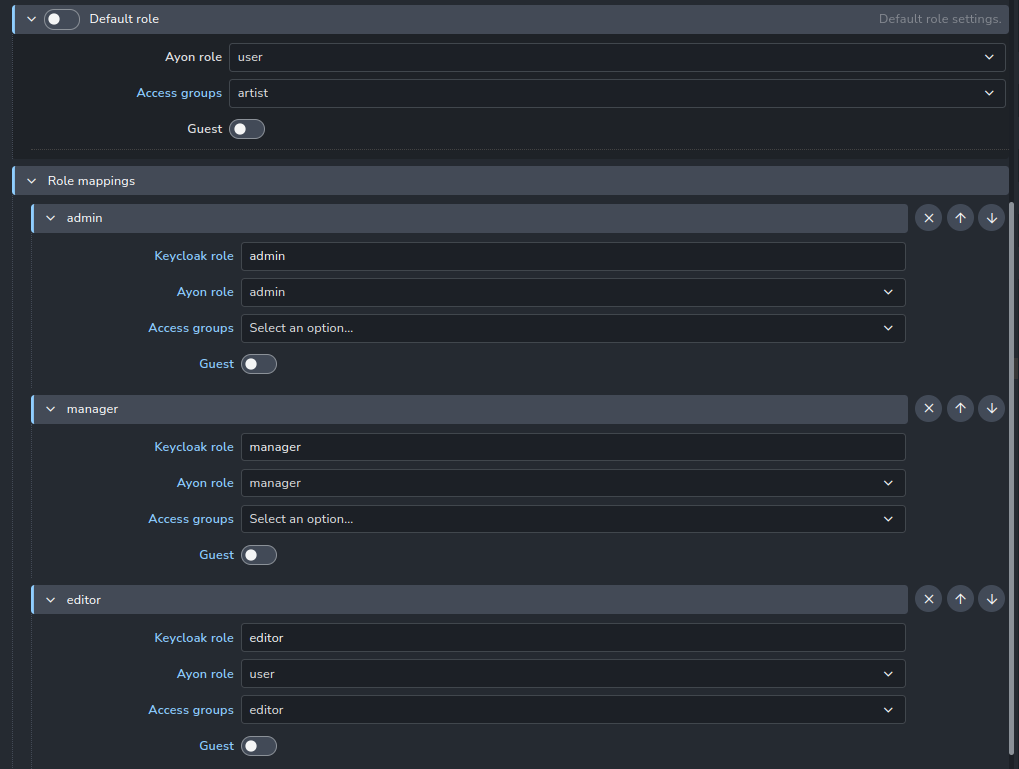 Default role Default role settings.
Ayon role user
Access groups artist
Guest
Role mappings
admin
Keycloak role admin
Ayon role admin
Access groups Select an option...
Guest
manager
Keycloak role manager
Ayon role manager
Access groups Select an option...
Guest
editor
Keycloak role editor
Ayon role user
Access groups editor
Guest